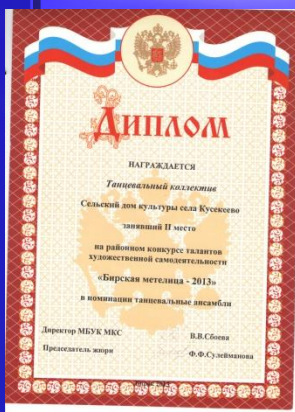 Диплом
НАГРАЖДАЕТСЯ
Танцевальный коллектив
Сельский дом культуры села Кусекеево
занявший II место
на районном конкурсе талантов
художественной самодеятельности
«Бирская метелица - 2013»
в номинации танцевальные ансамбли
Директор МБУК МКС В.В.Сбоева
Председатель жюри Ф.Ф.Сулейманова